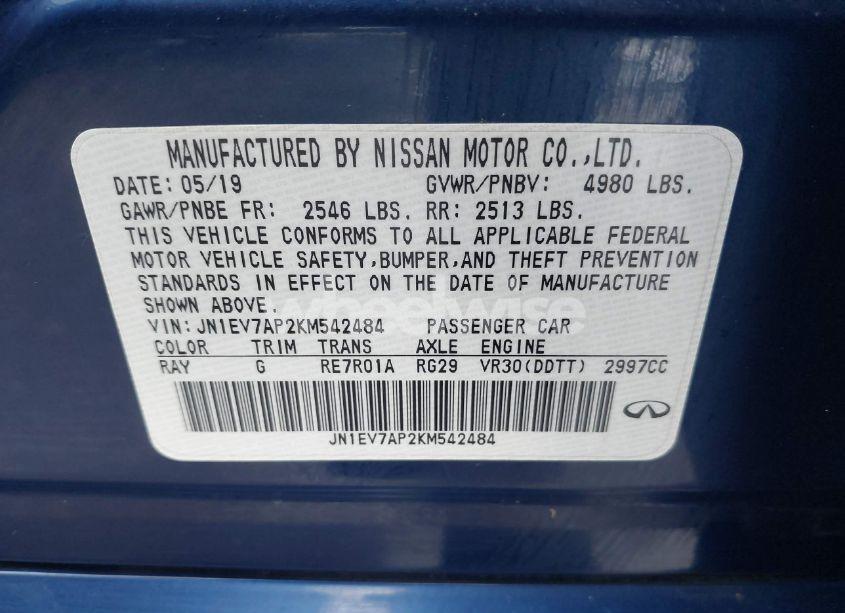 MANUFACTURED BY NISSAN MOTOR CO.,LTD.
DATE: 05/19 GVWR/PNBV: 4980 LBS.
GAWR/PNBE FR: 2546 LBS. RR: 2513 LBS.
THIS VEHICLE CONFORMS TO ALL APPLICABLE FEDERAL
MOTOR VEHICLE SAFETY,BUMPER,AND THEFT PREVENTION
STANDARDS IN EFFECT ON THE DATE OF MANUFACTURE
SHOWN ABOVE.
wheelwise
VIN: JN1EV7AP2KM542484 PASSENGER CAR
COLOR TRIM TRANS AXLE ENGINE
RAY G RE7R01A RG29 VR30(DDTT) 2997CC
JN1EV7AP2KM542484